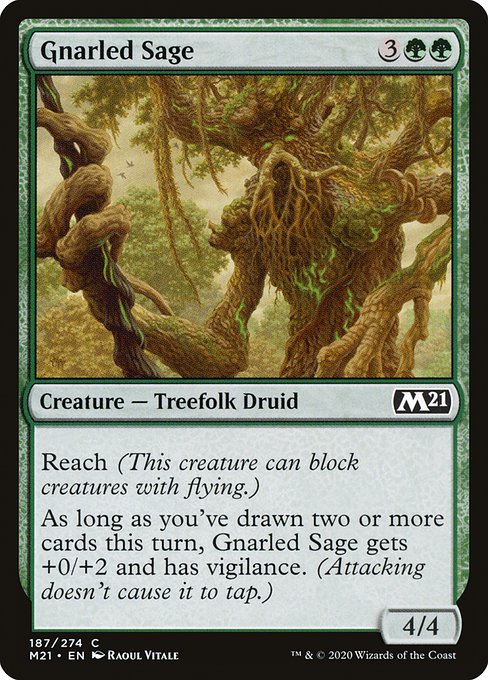 Gnarled Sage 3
Creature — Treefolk Druid M21
Reach (This creature can block
creatures with flying.)
As long as you've drawn two or more
cards this turn, Gnarled Sage gets
+0/+2 and has vigilance. (Attacking
doesn't cause it to tap.)
4/4
187/274 C
M21 • EN Raoul Vitale ™ & © 2020 Wizards of the Coast